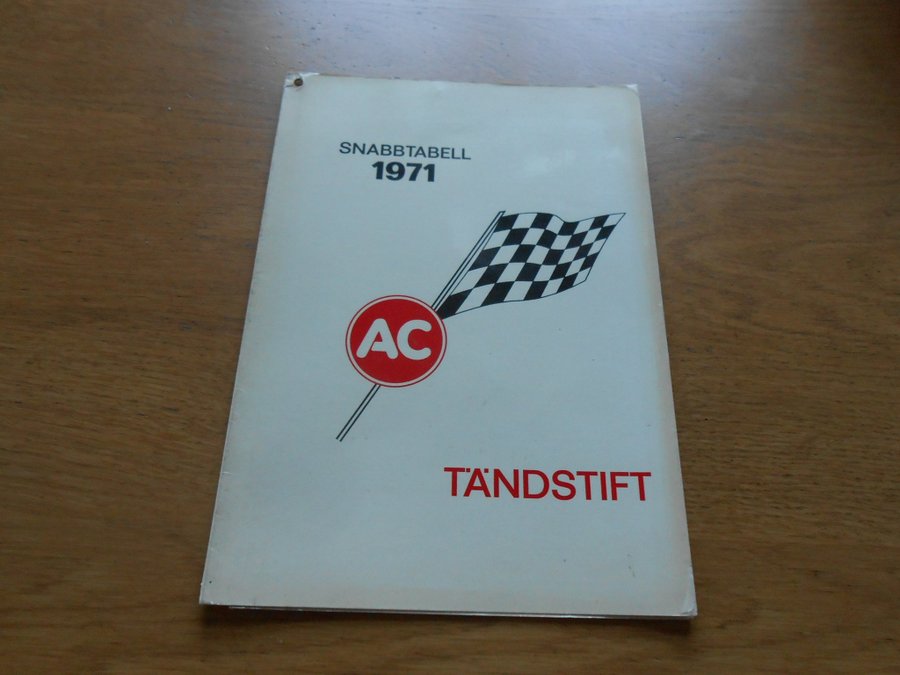 SNABBTABELL
1971
AC
TÄNDSTIFT